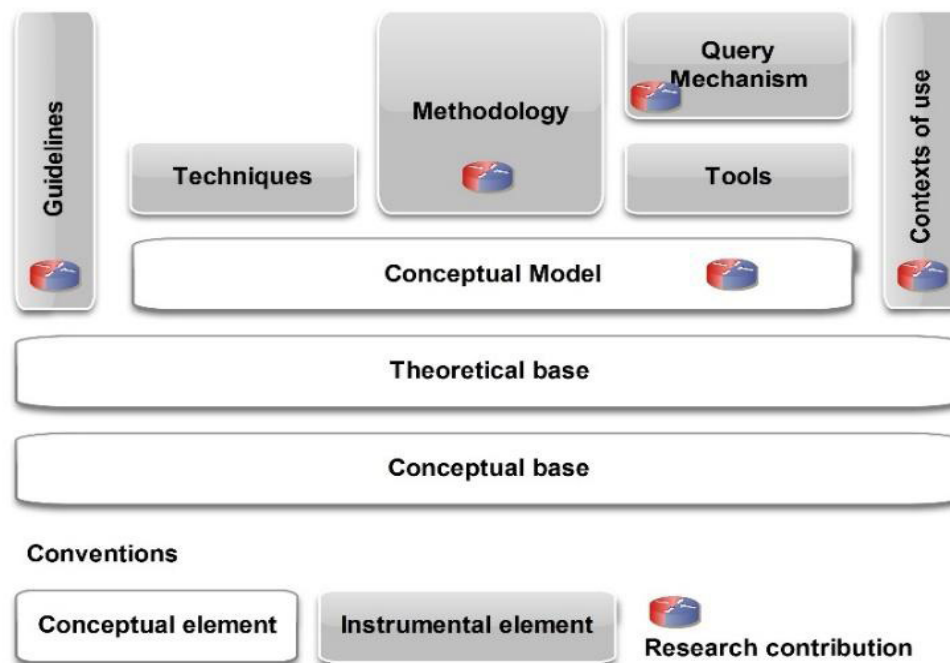 Guidelines
Techniques
Methodology
Query
Mechanism
Tools
Contexts of use
Conceptual Model
Theoretical base
Conceptual base
Conventions
Conceptual element
Instrumental element
Research contribution